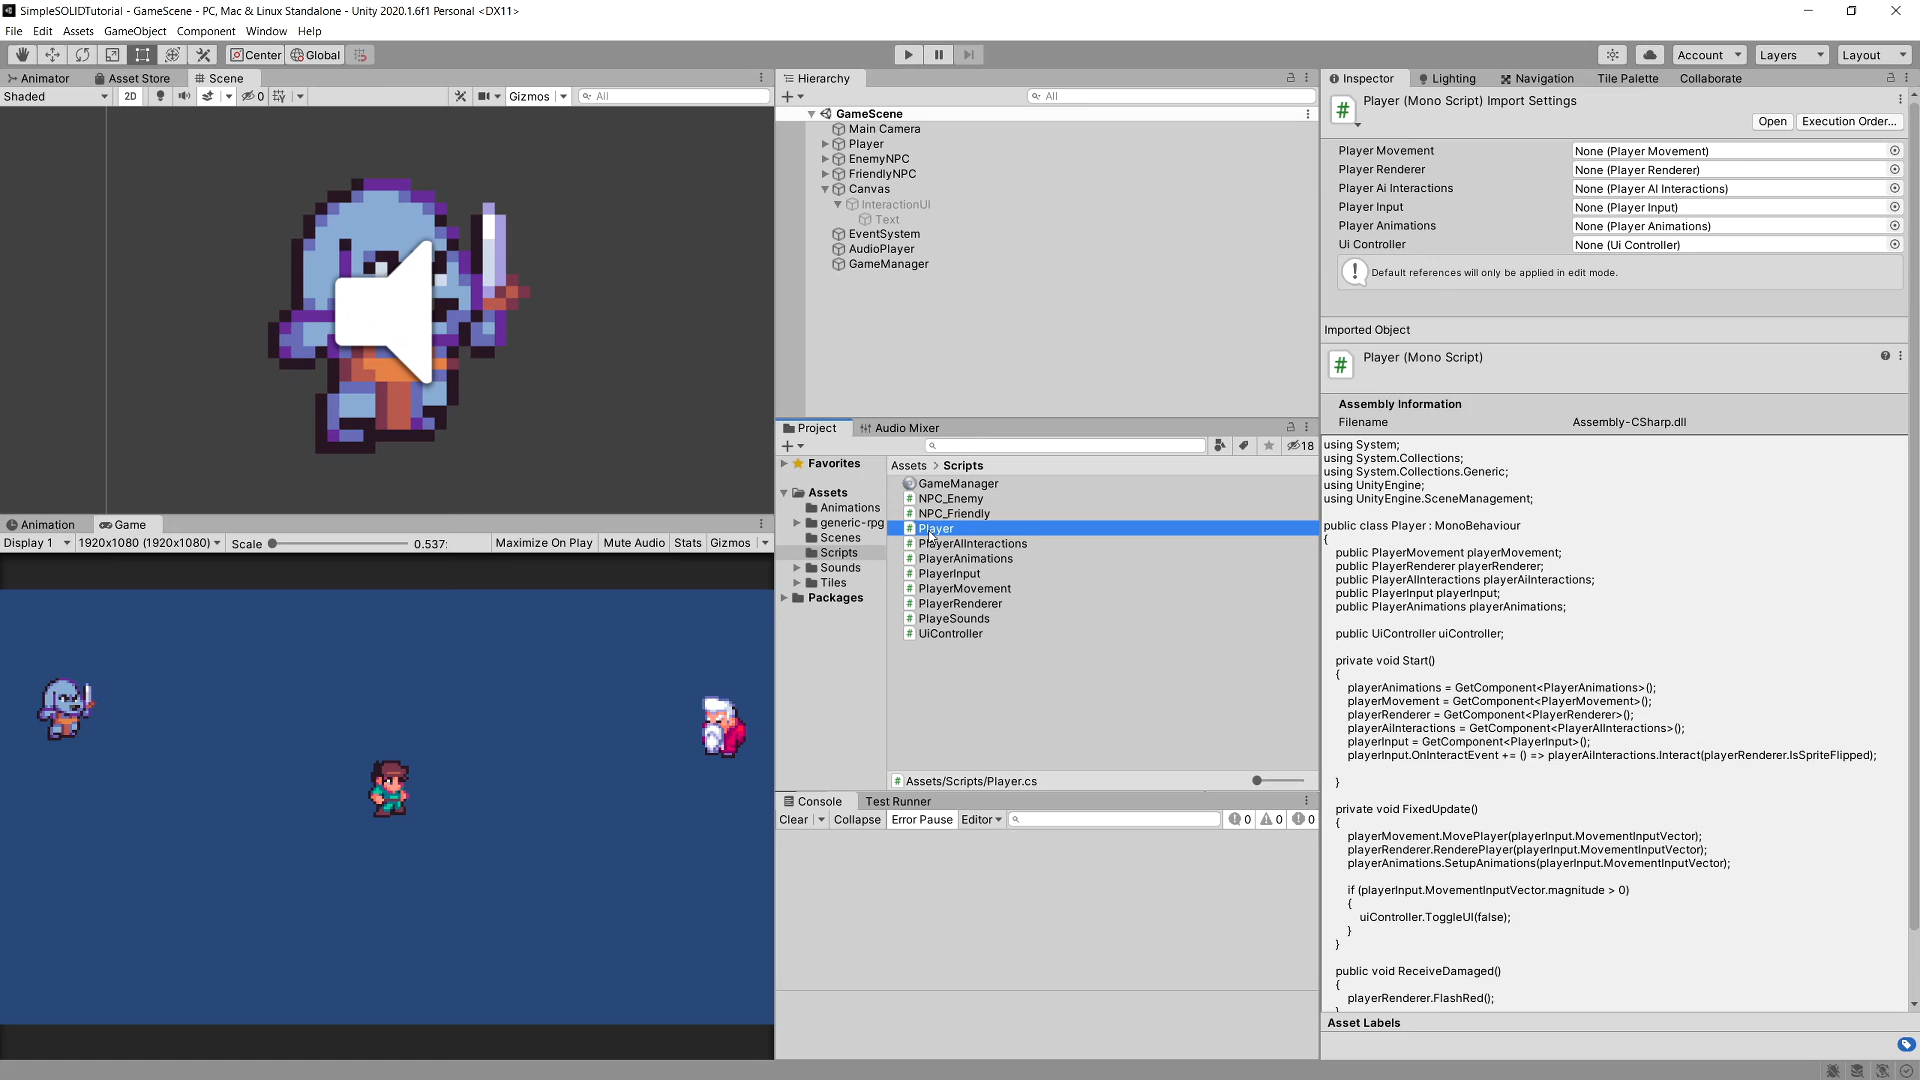 SimpleSOLIDTutorial - GameScene - PC, Mac & Linux Standalone - Unity 2020.1.6f1 Personal <DX11>
File Edit Assets GameObject Component Window Help
Center Global
Account Layers Layout
Animator Asset Store Scene
Shaded 2D 0 Gizmos All
Hierarchy
All
GameScene
Main Camera
Player
EnemyNPC
FriendlyNPC
Canvas
InteractionUI
Text
EventSystem
AudioPlayer
GameManager
Animation Game
Display 1 1920x1080 (1920x1080) Scale 0.537: Maximize On Play Mute Audio Stats Gizmos
Project Audio Mixer
18
Favorites
Assets
Animations
generic-rpg
Scenes
Scripts
Sounds
Tiles
Packages
Assets > Scripts
GameManager
NPC_Enemy
NPC_Friendly
Player
PlayerAIInteractions
PlayerAnimations
PlayerInput
PlayerMovement
PlayerRenderer
PlayeSounds
UiController
Assets/Scripts/Player.cs
Console Test Runner
Clear Collapse Error Pause Editor 0 0 0
Inspector Lighting Navigation Tile Palette Collaborate
Player (Mono Script) Import Settings
Open Execution Order...
Player Movement None (Player Movement)
Player Renderer None (Player Renderer)
Player Ai Interactions None (Player AI Interactions)
Player Input None (Player Input)
Player Animations None (Player Animations)
Ui Controller None (Ui Controller)
Default references will only be applied in edit mode.
Imported Object
Player (Mono Script)
Assembly Information
Filename Assembly-CSharp.dll
using System;
using System.Collections;
using System.Collections.Generic;
using UnityEngine;
using UnityEngine.SceneManagement;
public class Player : MonoBehaviour
{
public PlayerMovement playerMovement;
public PlayerRenderer playerRenderer;
public PlayerAIInteractions playerAiInteractions;
public PlayerInput playerInput;
public PlayerAnimations playerAnimations;
public UiController uiController;
private void Start()
{
playerAnimations = GetComponent<PlayerAnimations>();
playerMovement = GetComponent<PlayerMovement>();
playerRenderer = GetComponent<PlayerRenderer>();
playerAiInteractions = GetComponent<PlayerAIInteractions>();
playerInput = GetComponent<PlayerInput>();
playerInput.OnInteractEvent += () => playerAiInteractions.Interact(playerRenderer.IsSpriteFlipped);
}
private void FixedUpdate()
{
playerMovement.MovePlayer(playerInput.MovementInputVector);
playerRenderer.RenderePlayer(playerInput.MovementInputVector);
playerAnimations.SetupAnimations(playerInput.MovementInputVector);
if (playerInput.MovementInputVector.magnitude > 0)
{
uiController.ToggleUI(false);
}
}
public void ReceiveDamaged()
{
playerRenderer.FlashRed();
Asset Labels